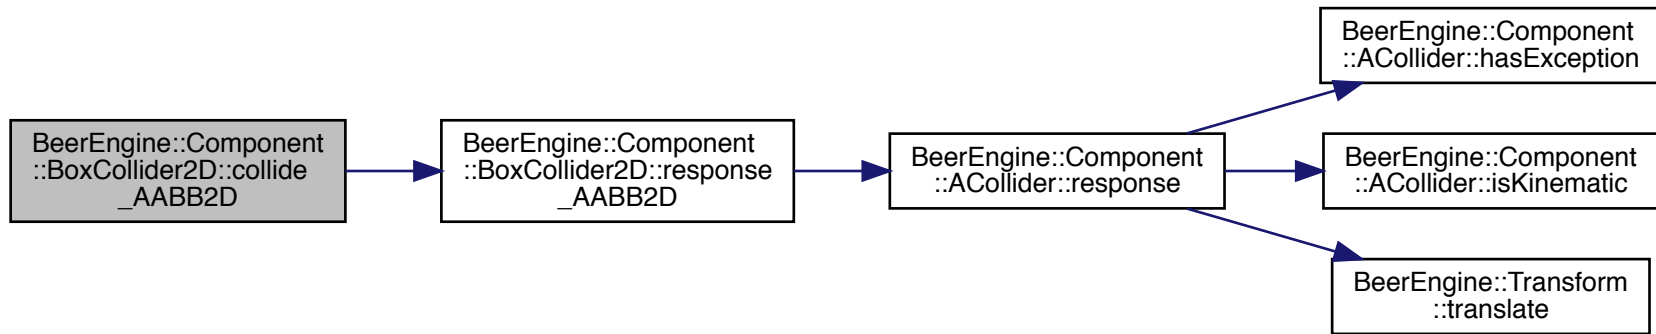 BeerEngine::Component
::BoxCollider2D::collide
_AABB2D
BeerEngine::Component
::BoxCollider2D::response
_AABB2D
BeerEngine::Component
::ACollider::response
BeerEngine::Component
::ACollider::hasException
BeerEngine::Component
::ACollider::isKinematic
BeerEngine::Transform
::translate